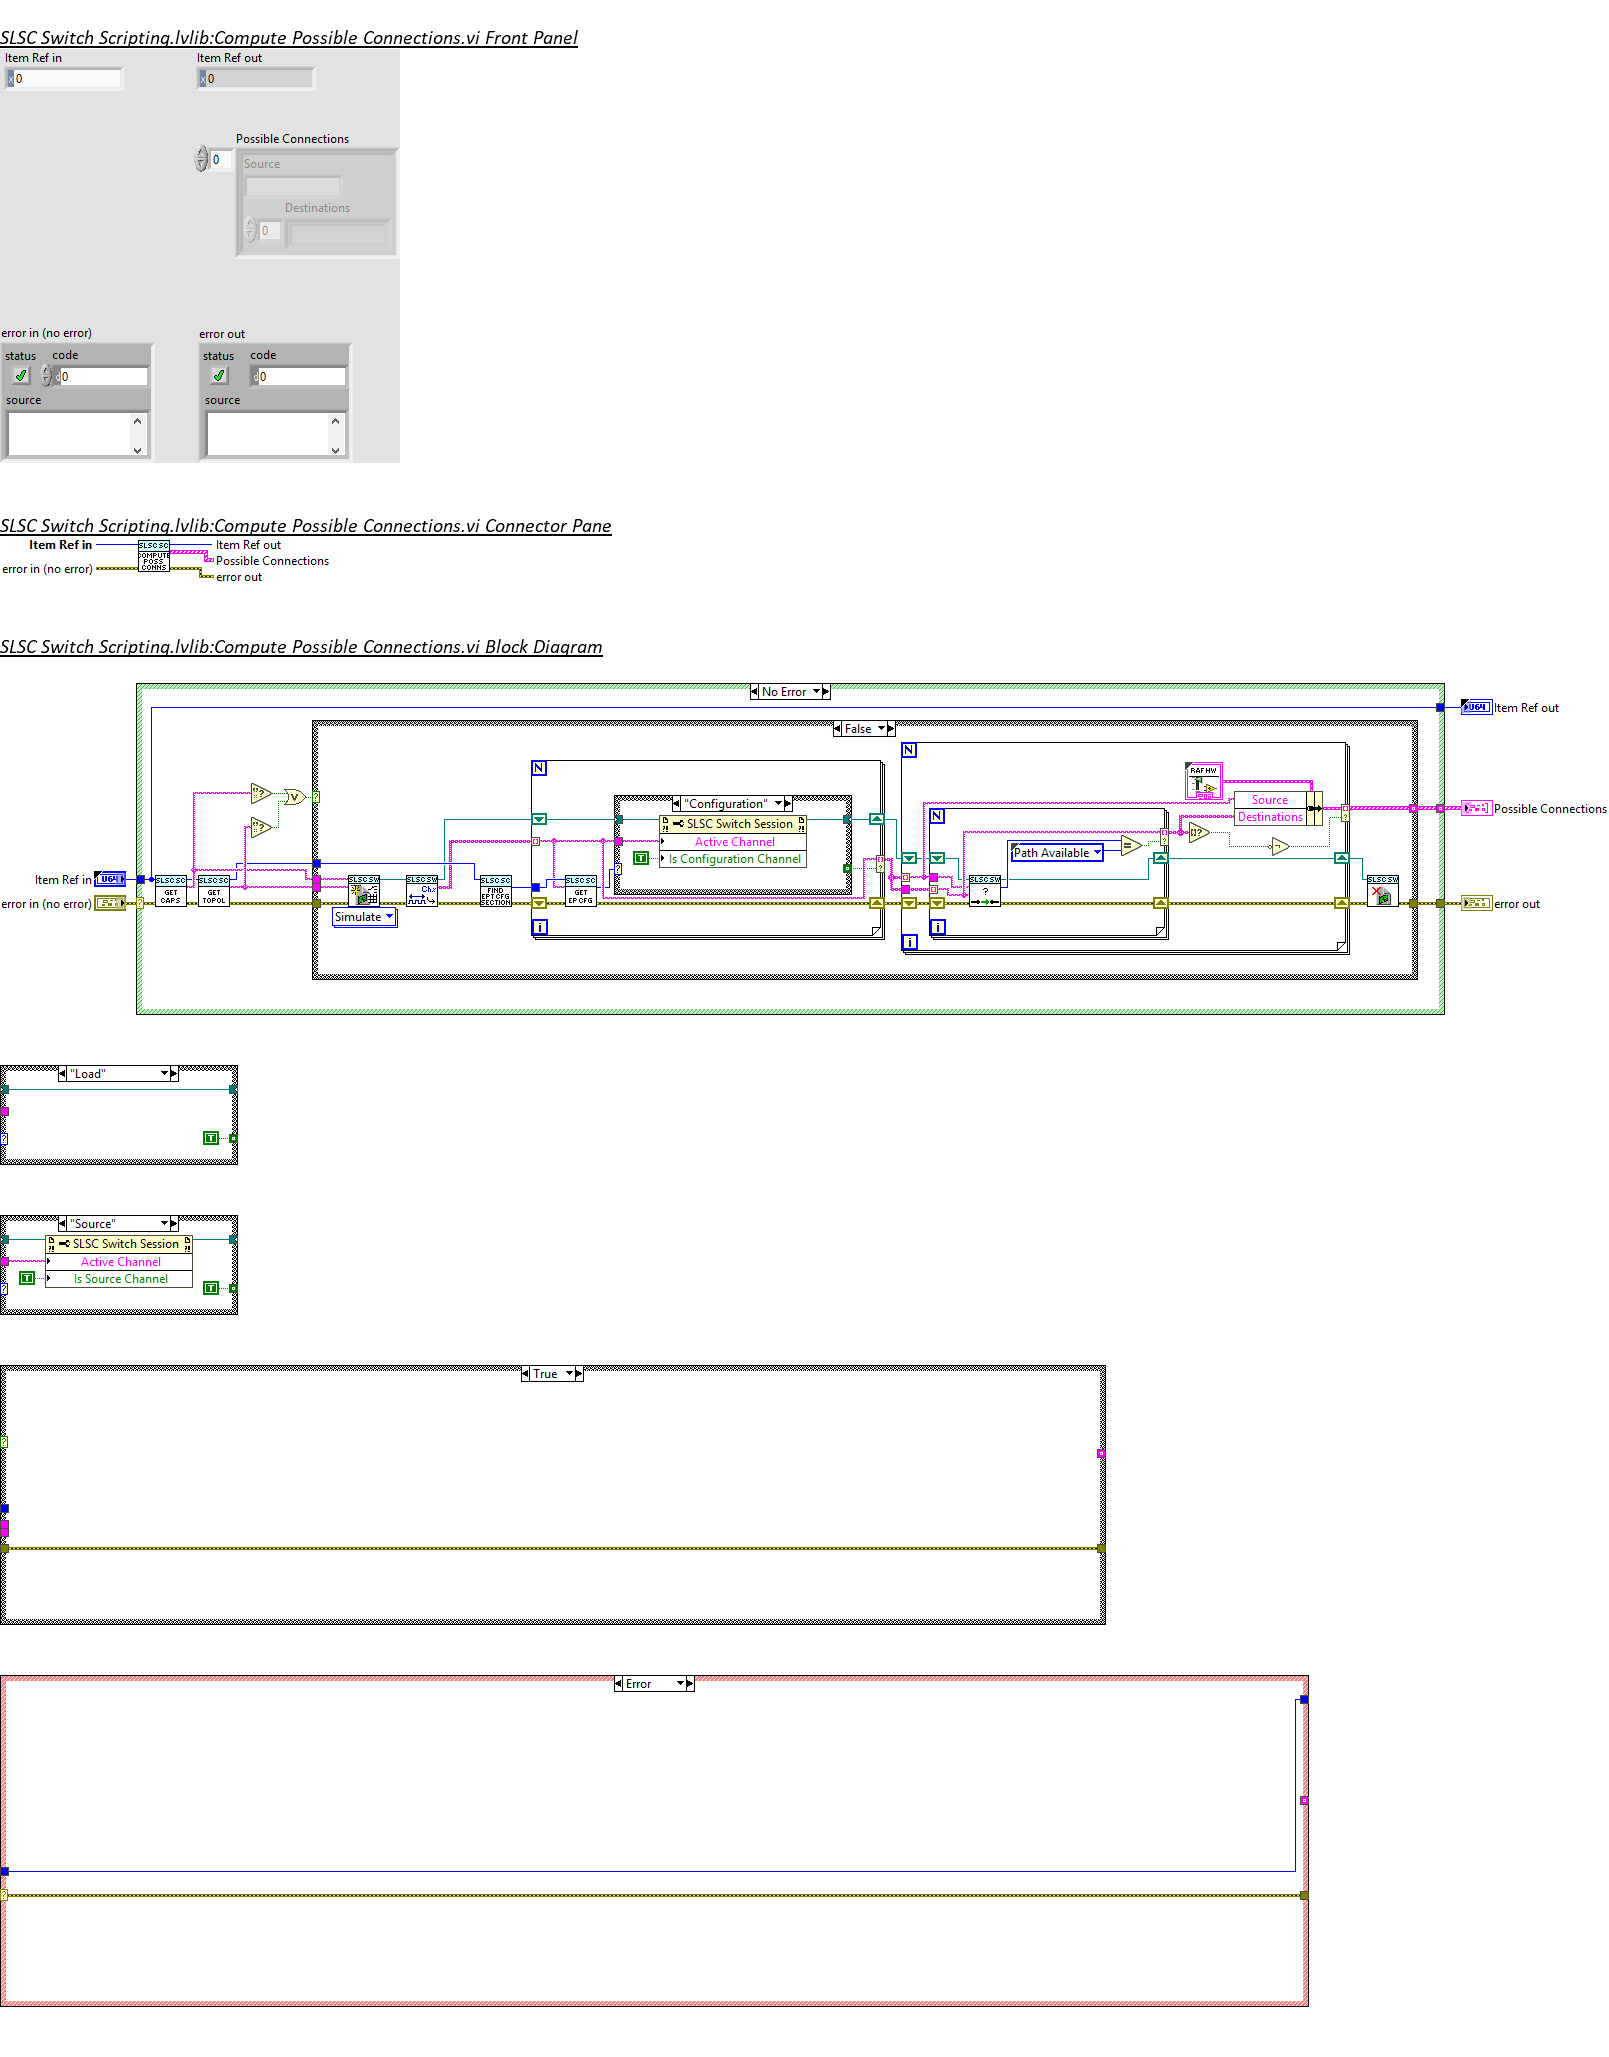 SLSC Switch Scripting.lvlib:Compute Possible Connections.vi Front Panel
Item Ref in
Item Ref out
0
0
Possible Connections
0
Source
Destinations
0
error in (no error)
error out
status
code
status
code
0
0
source
source
SLSC Switch Scripting.lvlib:Compute Possible Connections.vi Connector Pane
Item Ref in
SLSC SC
Item Ref out
COMPUTE
POSS
CONNS
Possible Connections
error in (no error)
error out
SLSC Switch Scripting.lvlib:Compute Possible Connections.vi Block Diagram
No Error
U64
Item Ref out
False
N
N
RAF HW
"Configuration"
Source
SLSC Switch Session
Possible Connections
N
Destinations
Active Channel
Path Available
Is Configuration Channel
T
Item Ref in
U64
SLSC SC
GET
CAPS
SLSC SC
GET
TOPOL
SLSC SW
SLSC SW
Ch
SLSC SC
FIND
EPT CFG
SECTION
SLSC SC
GET
EP CFG
SLSC SW
?
SLSC SW
error in (no error)
error out
Simulate
i
i
i
"Load"
T
"Source"
SLSC Switch Session
Active Channel
T
Is Source Channel
T
True
Error